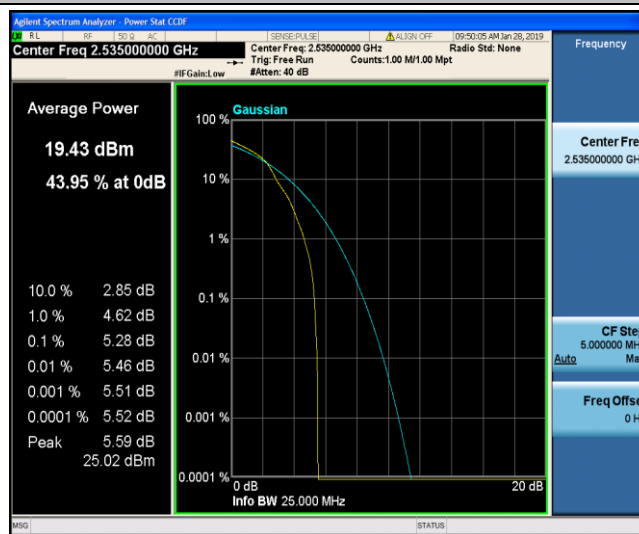 Agilent Spectrum Analyzer - Power Stat CCDF
RL RF 50 Ω AC SENSE:PULSE ALIGN OFF 09:50:05 AM Jan 28, 2019
Center Freq 2.535000000 GHz
Center Freq: 2.535000000 GHz Radio Std: None
Trig: Free Run Counts:1.00 M/1.00 Mpt
#IFGain:Low #Atten: 40 dB
Frequency
Average Power
19.43 dBm
43.95 % at 0dB
10.0 % 2.85 dB
1.0 % 4.62 dB
0.1 % 5.28 dB
0.01 % 5.46 dB
0.001 % 5.51 dB
0.0001 % 5.52 dB
Peak 5.59 dB
25.02 dBm
Gaussian
100 %
10 %
1 %
0.1 %
0.01 %
0.001 %
0.0001 %
0 dB 20 dB
Info BW 25.000 MHz
Center Fre
2.535000000 GH
CF Ste
5.000000 MH
Auto Ma
Freq Offse
0 H
MSG STATUS